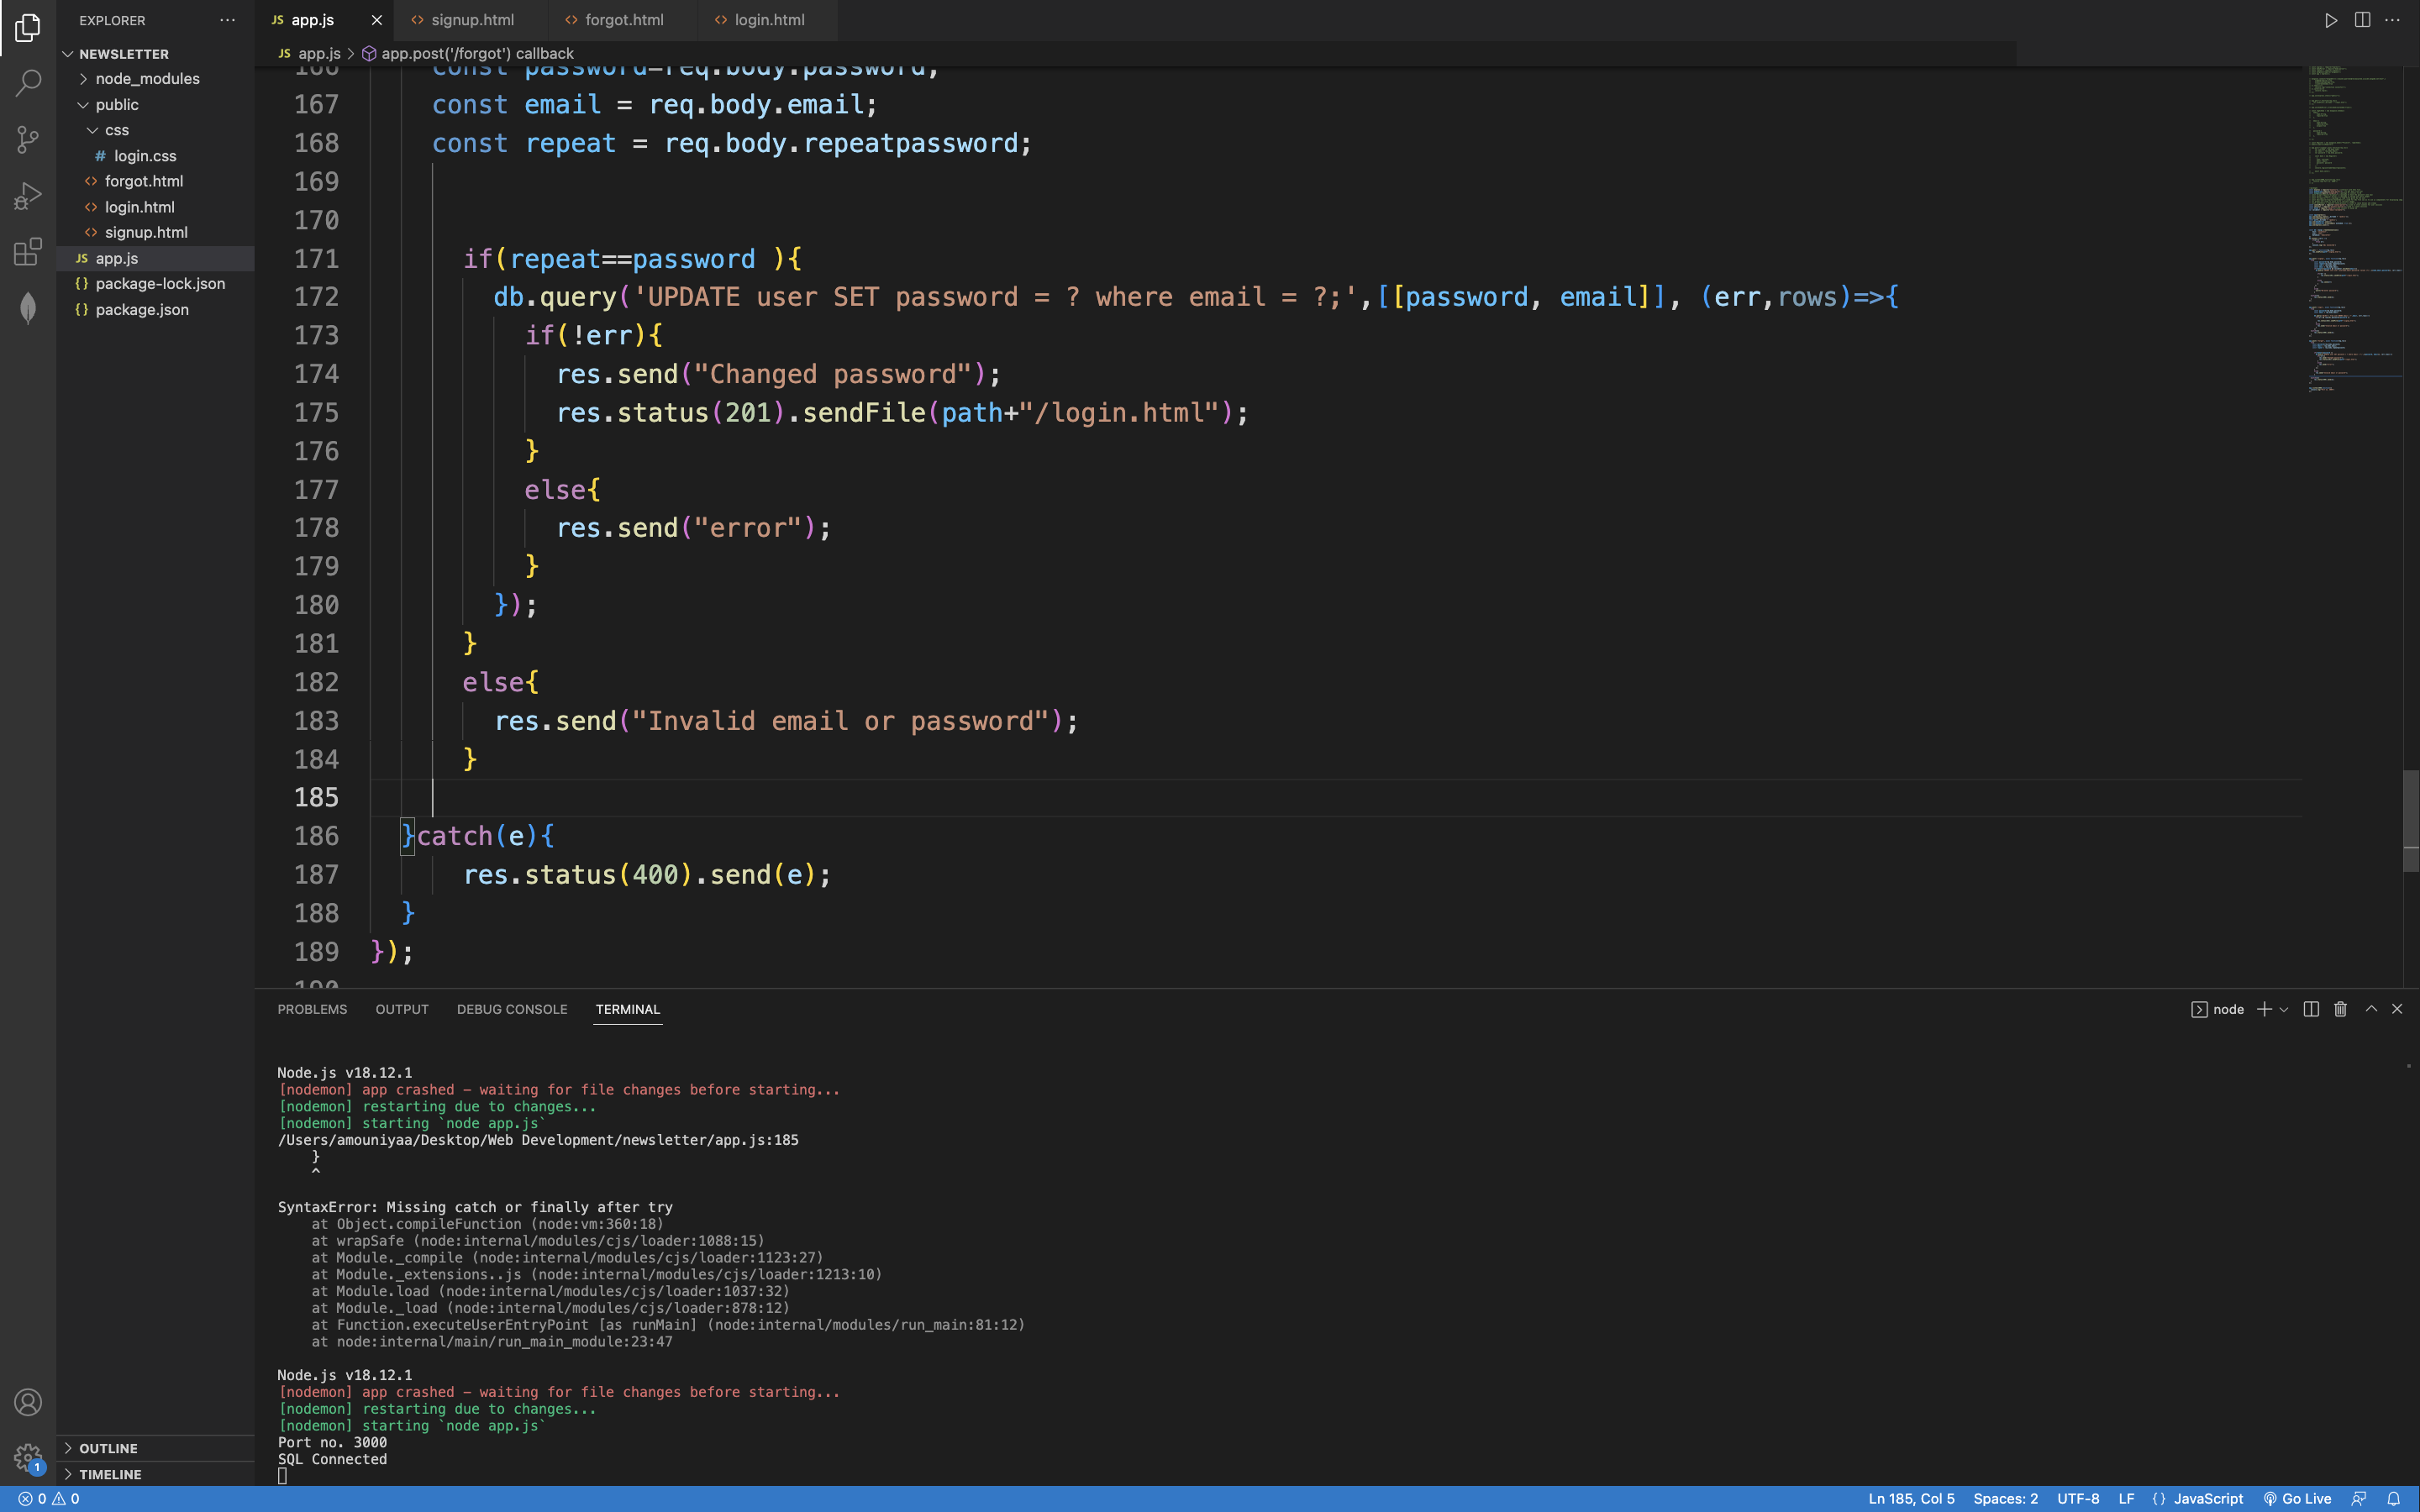 EXPLORER
NEWSLETTER
node_modules
public
css
# login.css
<> forgot.html
<> login.html
<> signup.html
JS app.js
{} package-lock.json
{} package.json
OUTLINE
TIMELINE
JS app.js
<> signup.html
<> forgot.html
<> login.html
JS app.js > app.post('/forgot') callback
166 const password=req.body.password;
167 const email = req.body.email;
168 const repeat = req.body.repeatpassword;
169
170
171 if(repeat==password ){
172 db.query('UPDATE user SET password = ? where email = ?;',[[password, email]], (err,rows)=>{
173 if(!err){
174 res.send("Changed password");
175 res.status(201).sendFile(path+"/login.html");
176 }
177 else{
178 res.send("error");
179 }
180 });
181 }
182 else{
183 res.send("Invalid email or password");
184 }
185
186 }catch(e){
187 res.status(400).send(e);
188 }
189 });
190
PROBLEMS OUTPUT DEBUG CONSOLE TERMINAL
node
Node.js v18.12.1
[nodemon] app crashed - waiting for file changes before starting...
[nodemon] restarting due to changes...
[nodemon] starting `node app.js`
/Users/amouniyaa/Desktop/Web Development/newsletter/app.js:185
}
^
SyntaxError: Missing catch or finally after try
at Object.compileFunction (node:vm:360:18)
at wrapSafe (node:internal/modules/cjs/loader:1088:15)
at Module._compile (node:internal/modules/cjs/loader:1123:27)
at Module._extensions..js (node:internal/modules/cjs/loader:1213:10)
at Module.load (node:internal/modules/cjs/loader:1037:32)
at Module._load (node:internal/modules/cjs/loader:878:12)
at Function.executeUserEntryPoint [as runMain] (node:internal/modules/run_main:81:12)
at node:internal/main/run_main_module:23:47
Node.js v18.12.1
[nodemon] app crashed - waiting for file changes before starting...
[nodemon] restarting due to changes...
[nodemon] starting `node app.js`
Port no. 3000
SQL Connected
1
0 0
Ln 185, Col 5 Spaces: 2 UTF-8 LF {} JavaScript Go Live